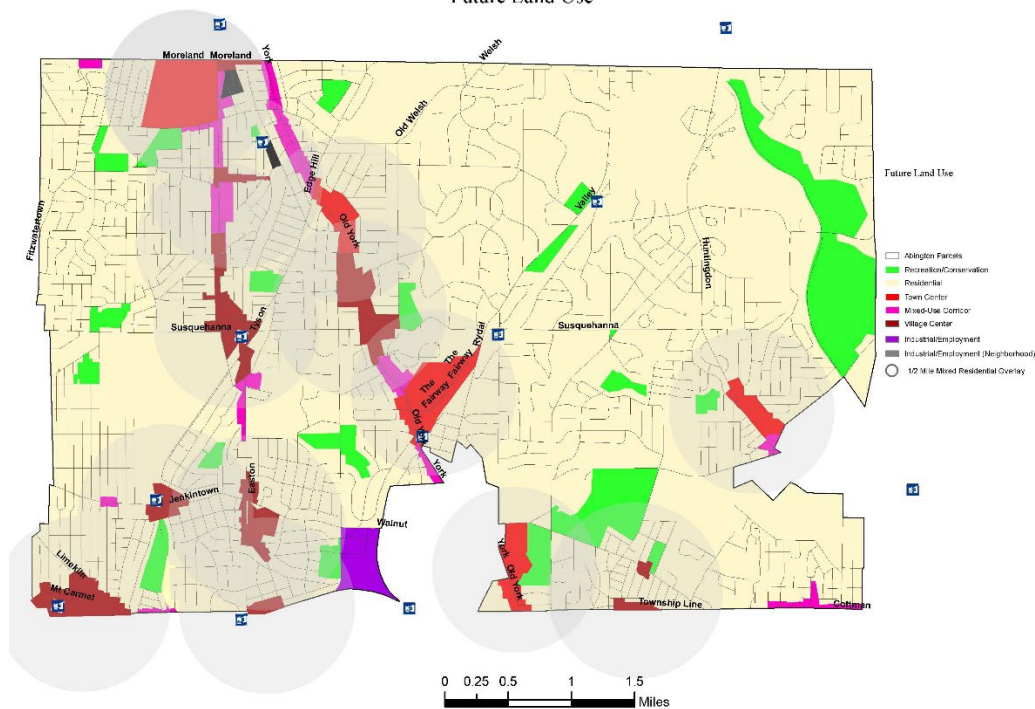 Future Land Use
Moreland Moreland
York
Welsh
Old Welsh
Edge Hill
Valley
Fitzwatertown
Old York
Huntingdon
Susquehanna
Tyson
Rydal
Susquehanna
The
The Fairway
Fairway
Old York
York
Jenkintown
Easton
Walnut
Limekiln
Mt Carmel
York
Old York
Township Line
Cottman
Future Land Use
Abington Parcels
Recreation/Conservation
Residential
Town Center
Mixed-Use Corridor
Village Center
Industrial/Employment
Industrial/Employment (Neighborhood)
1/2 Mile Mixed Residential Overlay
0 0.25 0.5 1 1.5
Miles